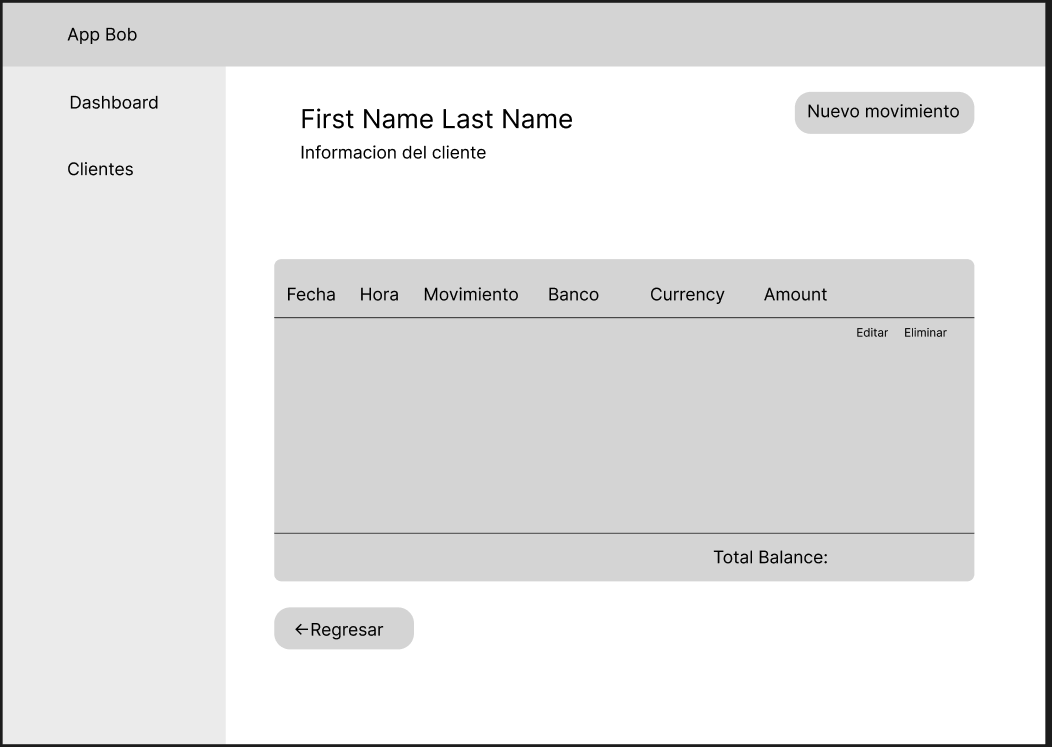 App Bob
Dashboard
Clientes
First Name Last Name
Informacion del cliente
Nuevo movimiento
Fecha Hora Movimiento Banco Currency Amount
Editar Eliminar
Total Balance:
←Regresar